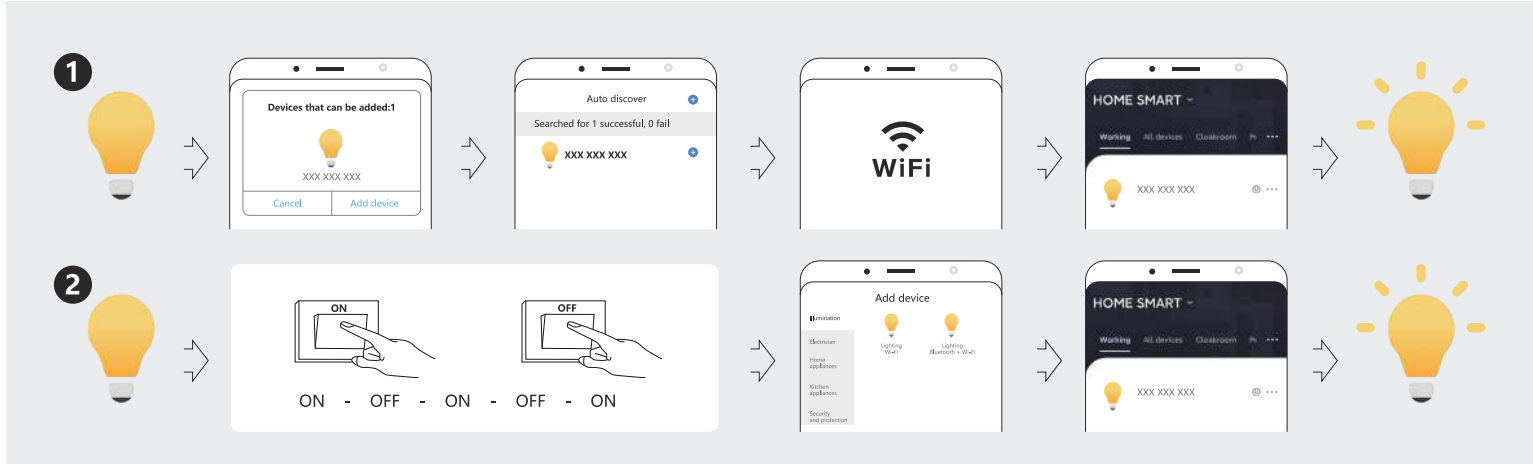 1
Devices that can be added:1
XXX XXX XXX
Cancel
Add device
Auto discover
Searched for 1 successful, 0 fail
XXX XXX XXX
WiFi
HOME SMART
Working All devices Cloakroom
XXX XXX XXX
2
ON
OFF
ON - OFF - ON - OFF - ON
Add device
Illumination
Electrician
Home
appliances
Kitchen
appliances
Security
and protection
Lighting
Wi-Fi
Lighting
Bluetooth + Wi-Fi
HOME SMART
Working All devices Cloakroom
XXX XXX XXX